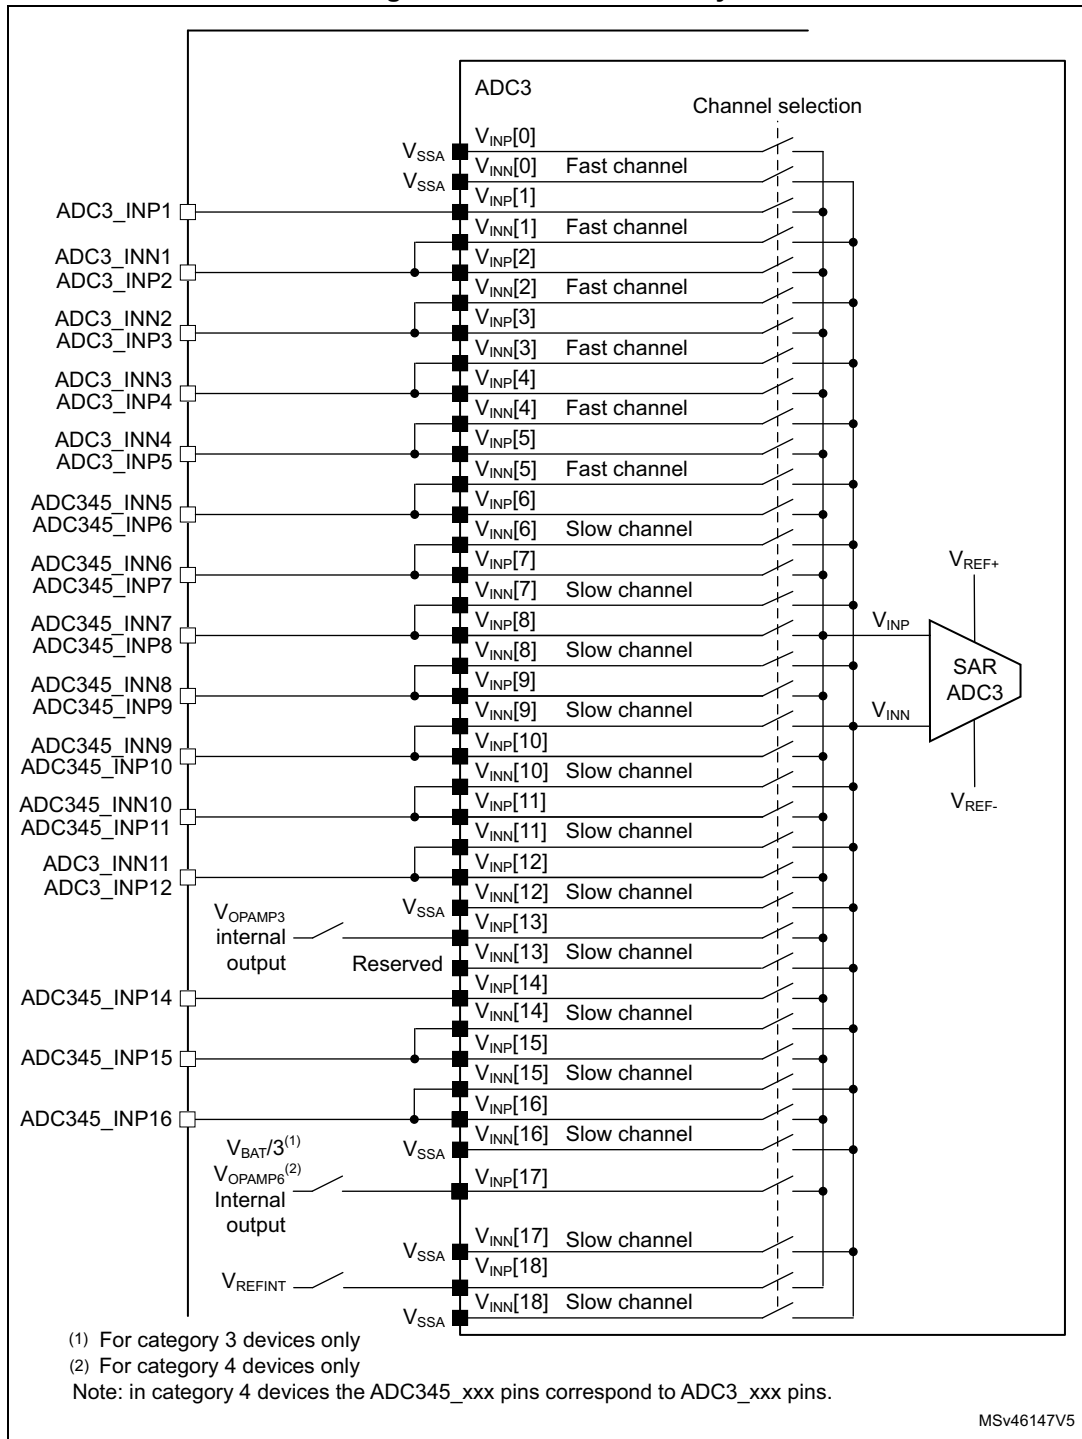 ADC3
Channel selection
VSSA
VINP[0]
VINN[0] Fast channel
VSSA
ADC3_INP1
VINP[1]
VINN[1] Fast channel
ADC3_INN1
ADC3_INP2
VINP[2]
VINN[2] Fast channel
ADC3_INN2
ADC3_INP3
VINP[3]
VINN[3] Fast channel
ADC3_INN3
ADC3_INP4
VINP[4]
VINN[4] Fast channel
ADC3_INN4
ADC3_INP5
VINP[5]
VINN[5] Fast channel
ADC345_INN5
ADC345_INP6
VINP[6]
VINN[6] Slow channel
ADC345_INN6
ADC345_INP7
VINP[7]
VINN[7] Slow channel
ADC345_INN7
ADC345_INP8
VINP[8]
VINN[8] Slow channel
ADC345_INN8
ADC345_INP9
VINP[9]
VINN[9] Slow channel
ADC345_INN9
ADC345_INP10
VINP[10]
VINN[10] Slow channel
ADC345_INN10
ADC345_INP11
VINP[11]
VINN[11] Slow channel
ADC3_INN11
ADC3_INP12
VINP[12]
VINN[12] Slow channel
VSSA
VOPAMP3
internal
output
VINP[13]
Reserved
VINN[13] Slow channel
ADC345_INP14
VINP[14]
VINN[14] Slow channel
ADC345_INP15
VINP[15]
VINN[15] Slow channel
ADC345_INP16
VINP[16]
VINN[16] Slow channel
VSSA
VBAT/3(1)
VOPAMP6(2)
Internal
output
VINP[17]
VINN[17] Slow channel
VSSA
VREFINT
VINP[18]
VINN[18] Slow channel
VSSA
VREF+
VINP
SAR
ADC3
VINN
VREF-
(1) For category 3 devices only
(2) For category 4 devices only
Note: in category 4 devices the ADC345_xxx pins correspond to ADC3_xxx pins.
MSv46147V5